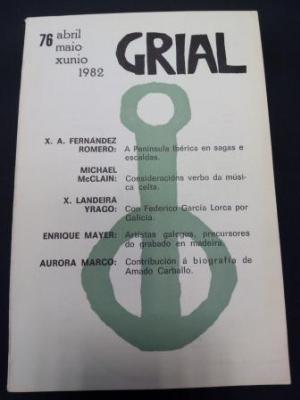 76 abril
maio
xunio
1982
GRIAL
X. A. FERNÁNDEZ
ROMERO: A Península Ibérica en sagas e
escaldas.
MICHAEL
McCLAIN: Consideracións verbo da músi-
ca celta.
X. LANDEIRA
YRAGO: Con Federico García Lorca por
Galicia.
ENRIQUE MAYER: Artistas galegos, precursores
do grabado en madeira.
AURORA MARCO: Contribución á biografía de
Amado Carballo.